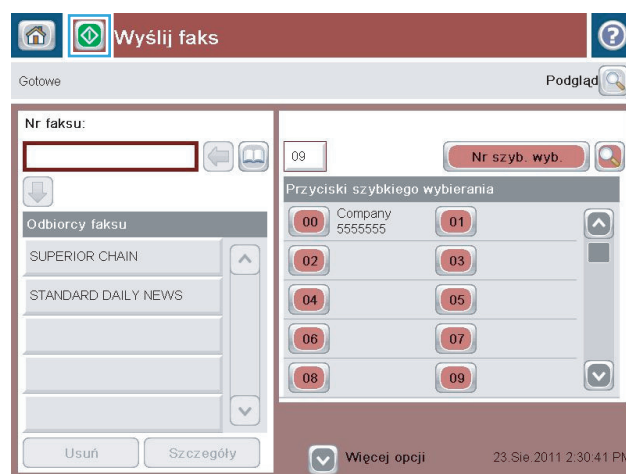 Wyślij faks
Gotowe
Podgląd
Nr faksu:
09
Nr szyb. wyb.
Przyciski szybkiego wybierania
Odbiorcy faksu
SUPERIOR CHAIN
STANDARD DAILY NEWS
00 Company 01
5555555
02 03
04 05
06 07
08 09
Usuń Szczegóły
Więcej opcji
23.Sie.2011 2:30:41 PM